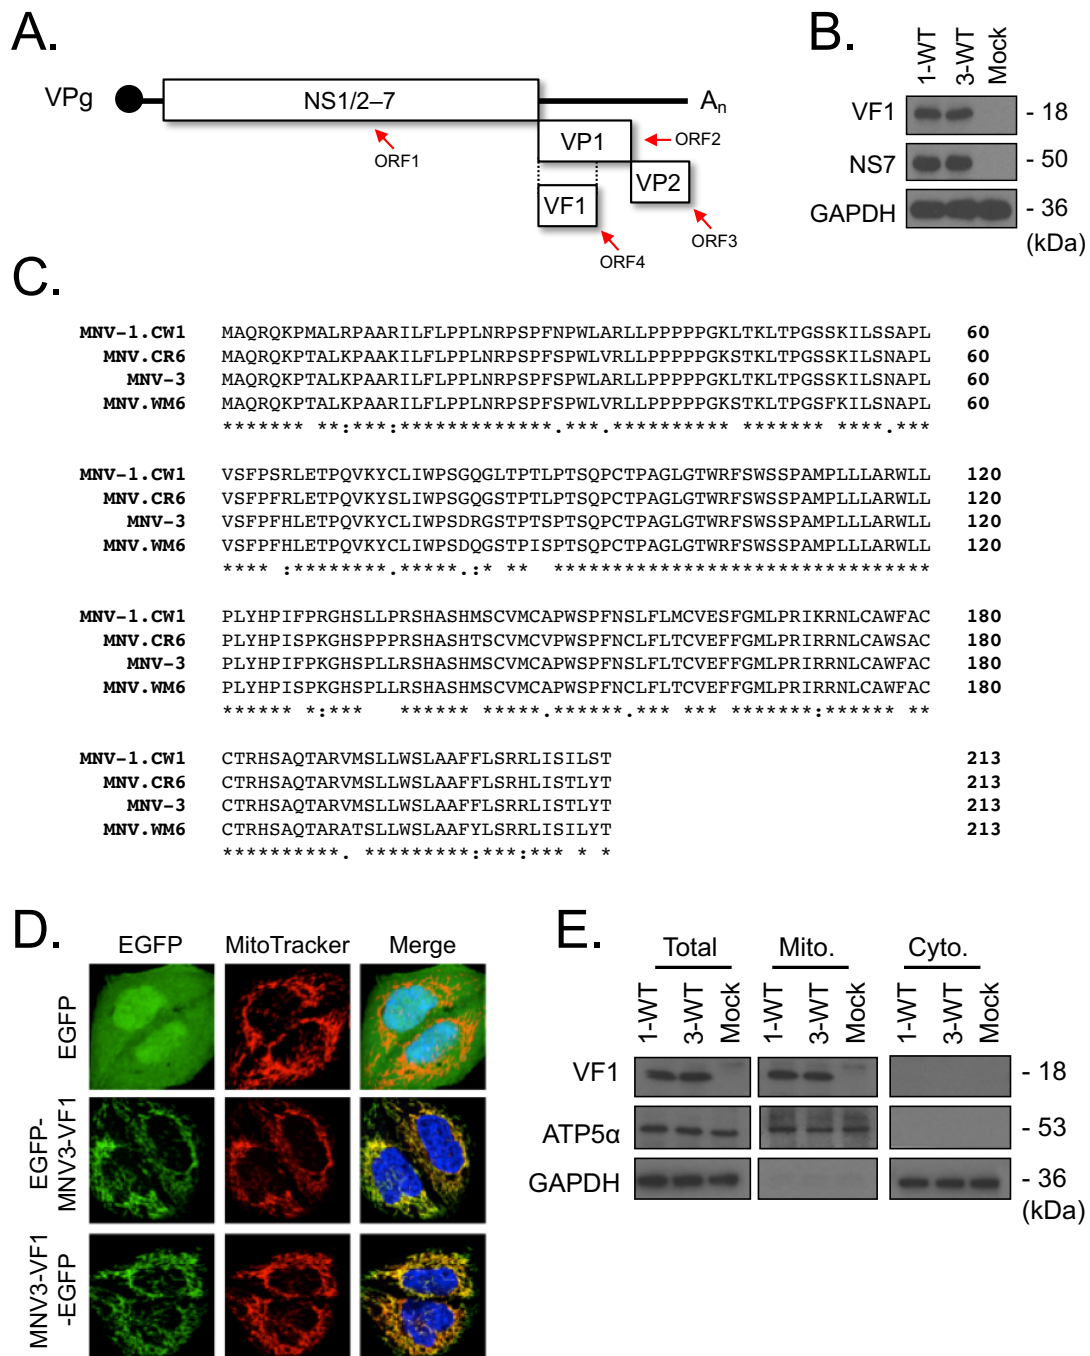 A.
VPg
NS1/2–7
An
ORF1
VP1
ORF2
VP2
VF1
ORF3
ORF4
B.
1-WT 3-WT Mock
VF1 - 18
NS7 - 50
GAPDH - 36
(kDa)
C.
MNV-1.CW1 MAQRQKPMALRPAARILFLPPLNRPSPFNPWLARLLPPPPPGKLTKLTPGSSKILSSAPL 60
MNV.CR6 MAQRQKPTALKPAAKILFLPPLNRPSPFSPWLVRLLPPPPPGKSTKLTPGSSKILSNAPL 60
MNV-3 MAQRQKPTALKPAARILFLPPLNRPSPFSPWLVRLLPPPPPGKLTKLTPGSSKILSNAPL 60
MNV.WM6 MAQRQKPTALKPAARILFLPPLNRPSPFSPWLVRLLPPPPPGKSTKLTPGSFKILSNAPL 60
******* **:***:*************.***.********** ******* ****.***
MNV-1.CW1 VSFPSRLETPQVKYCLIWPSGQGLTPTLPTSQPCTPAGLGTWRFSWSSPAMPLLLARWLL 120
MNV.CR6 VSFPFRLETPQVKYSLIWPSGQGSTPTLPTSQPCTPAGLGTWRFSWSSPAMPLLLARWLL 120
MNV-3 VSFPFHLETPQVKYCLIWPSDRGSTPTSPTSQPCTPAGLGTWRFSWSSPAMPLLLARWLL 120
MNV.WM6 VSFPFHLETPQVKYCLIWPSDQGSTPISPTSQPCTPAGLGTWRFSWSSPAMPLLLARWLL 120
**** :********.*****.:* ** ********************************
MNV-1.CW1 PLYHPIFPRGHSLLPRSHASHMSCVMCAPWSPFNSLFLMCVESFGMLPRIKRNLCAWFAC 180
MNV.CR6 PLYHPISPKGHSPPPRSHASHTSCVMCVPWSPFNSLFLTCVEFFGMLPRIRRNLCAWSAC 180
MNV-3 PLYHPISPKGHSPLLRSHASHMSCVMCAPWSPFNSLFLTCVEFFGMLPRIRRNLCAWFAC 180
MNV.WM6 PLYHPISPKGHSPLLRSHASHMSCVMCAPWSPFNCLFLTCVEFFGMLPRIRRNLCAWFAC 180
****** *:*** ****** *****.******.*** *** *******:****** **
MNV-1.CW1 CTRHSAQTARVMSLLWSLAAFFLSRRLISILST 213
MNV.CR6 CTRHSAQTARVMSLLWSLAAFFLSRHLISTLYT 213
MNV-3 CTRHSAQTARVMSLLWSLAAFFLSRRLISTLYT 213
MNV.WM6 CTRHSAQTARATSLLWSLAAFYLSRRLISILYT 213
**********. *********:***:*** * *
D.
EGFP MitoTracker Merge
EGFP
EGFP-
MNV3-VF1
MNV3-VF1
-EGFP
E.
Total Mito. Cyto.
1-WT 3-WT Mock 1-WT 3-WT Mock 1-WT 3-WT Mock
VF1 - 18
ATP5α - 53
GAPDH - 36
(kDa)